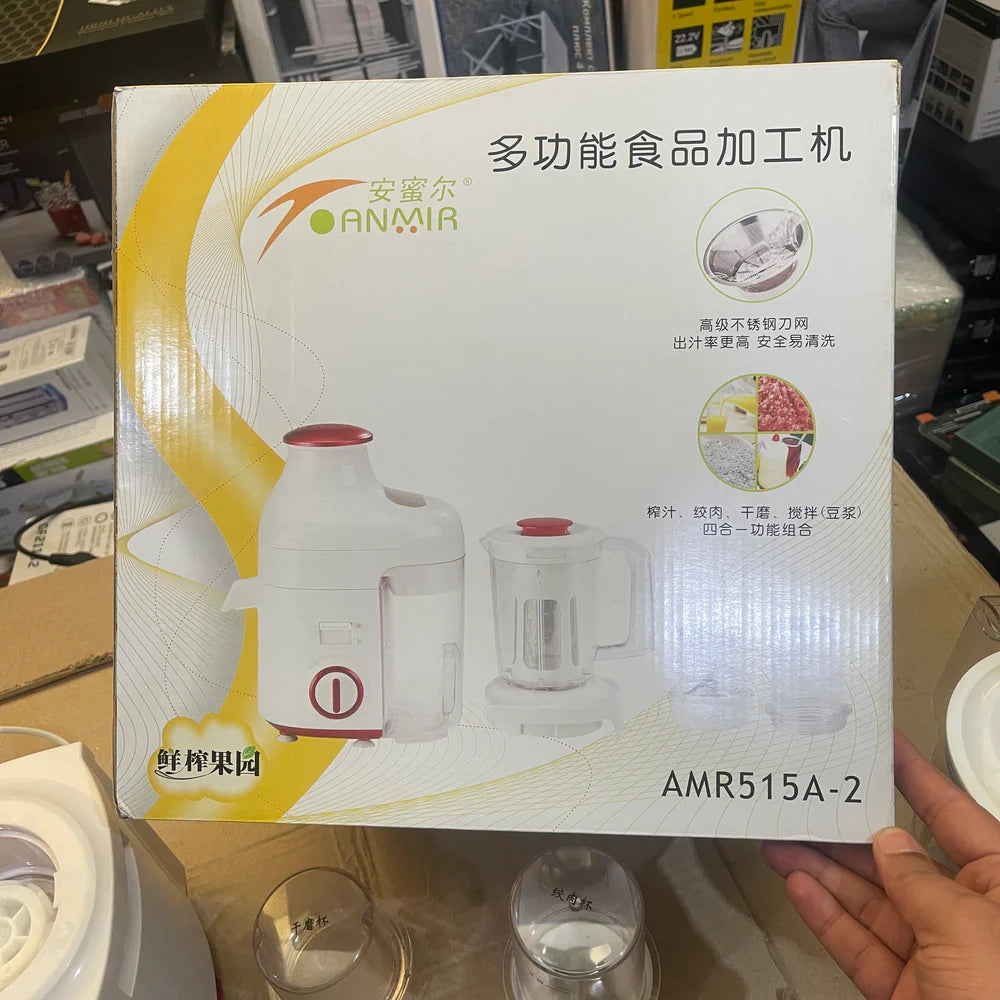 多功能食品加工机
安蜜尔®
ANMIR
高级不锈钢刀网
出汁率更高 安全易清洗
榨汁、绞肉、干磨、搅拌(豆浆)
四合一功能组合
鲜榨果园
AMR515A-2
干磨杯
绞肉杯
22.2V